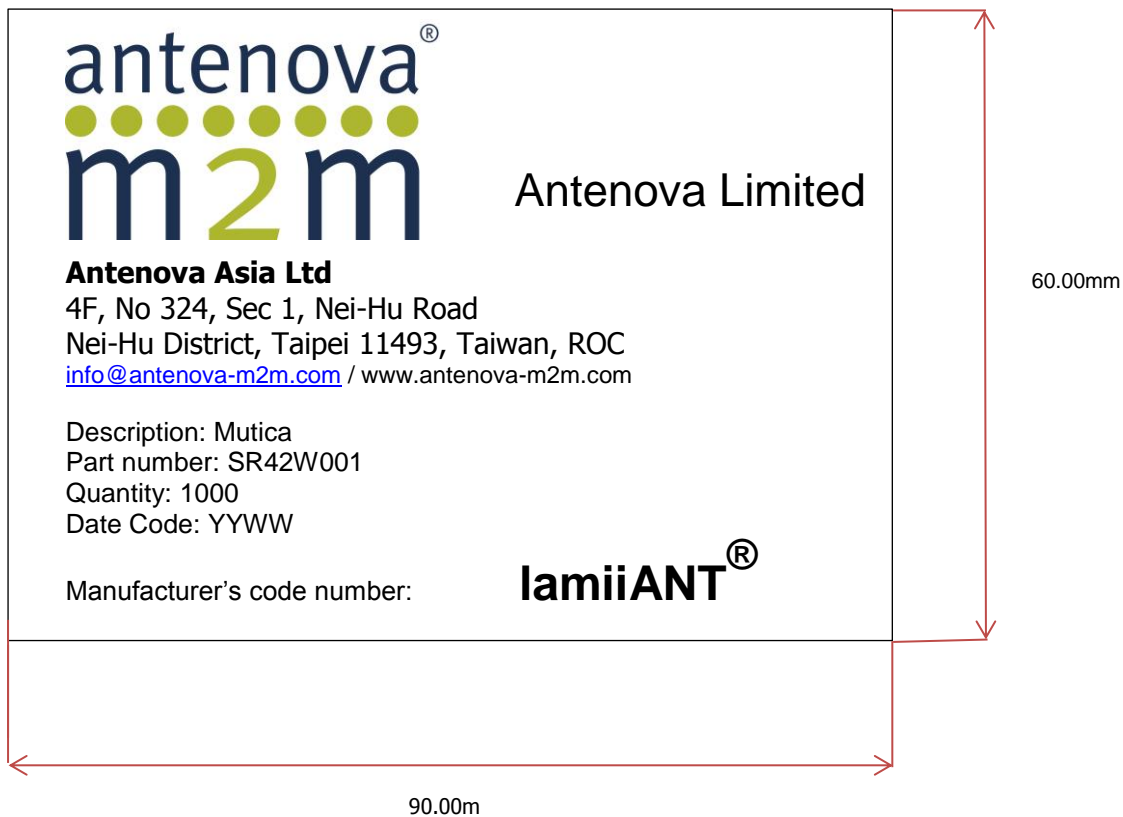 antenova®
m2m
Antenova Limited
Antenova Asia Ltd
4F, No 324, Sec 1, Nei-Hu Road
Nei-Hu District, Taipei 11493, Taiwan, ROC
info@antenova-m2m.com / www.antenova-m2m.com
Description: Mutica
Part number: SR42W001
Quantity: 1000
Date Code: YYWW
Manufacturer’s code number: lamiiANT®
60.00mm
90.00m